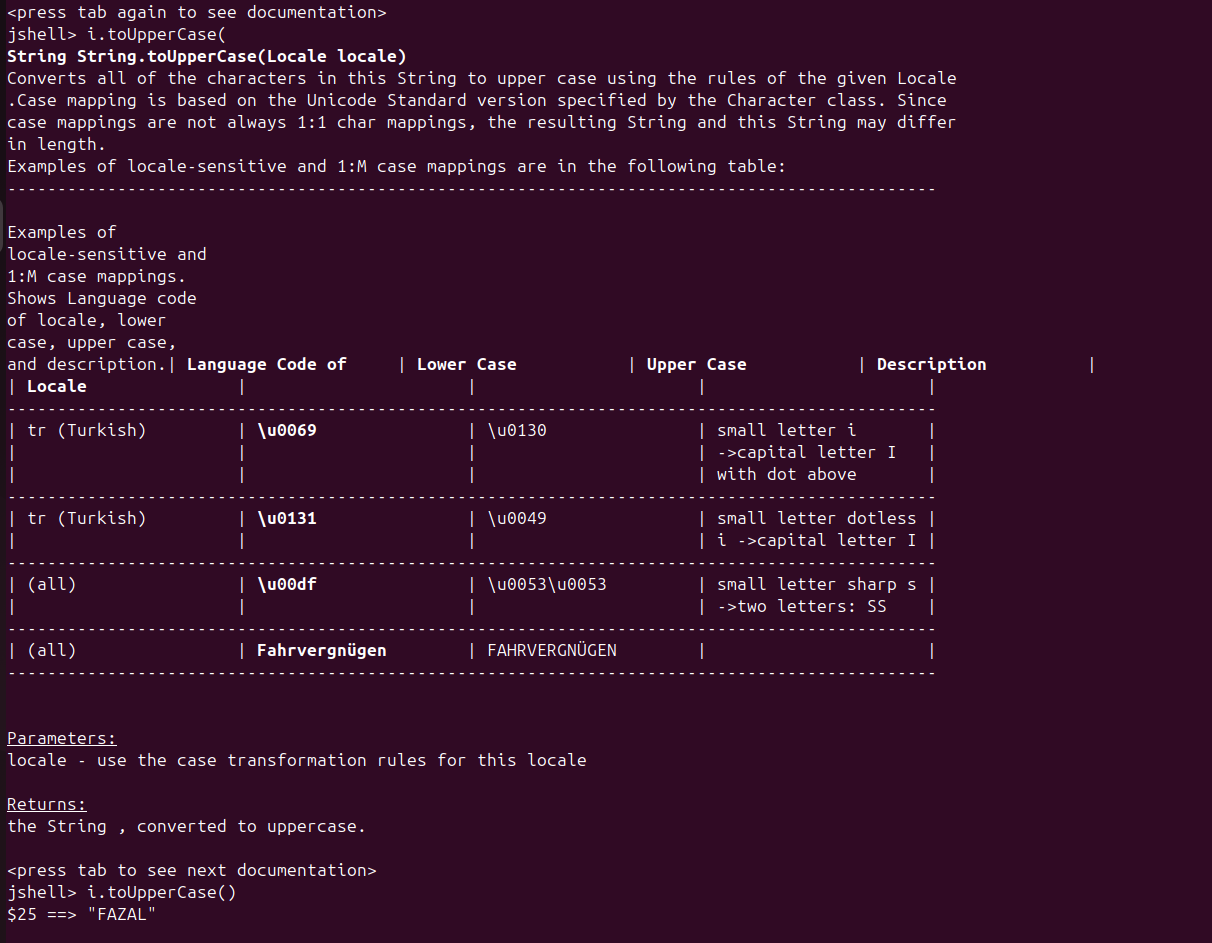 <press tab again to see documentation>
jshell> i.toUpperCase(
String String.toUpperCase(Locale locale)
Converts all of the characters in this String to upper case using the rules of the given Locale
.Case mapping is based on the Unicode Standard version specified by the Character class. Since
case mappings are not always 1:1 char mappings, the resulting String and this String may differ
in length.
Examples of locale-sensitive and 1:M case mappings are in the following table:
---------------------------------------------------------------------------------------------
Examples of
locale-sensitive and
1:M case mappings.
Shows Language code
of locale, lower
case, upper case,
and description.| Language Code of     | Lower Case           | Upper Case           | Description          |
| Locale               |                      |                      |                      |
---------------------------------------------------------------------------------------------
| tr (Turkish)         | \u0069               | \u0130               | small letter i       |
|                      |                      |                      | ->capital letter I   |
|                      |                      |                      | with dot above       |
---------------------------------------------------------------------------------------------
| tr (Turkish)         | \u0131               | \u0049               | small letter dotless |
|                      |                      |                      | i ->capital letter I |
---------------------------------------------------------------------------------------------
| (all)                | \u00df               | \u0053\u0053         | small letter sharp s |
|                      |                      |                      | ->two letters: SS    |
---------------------------------------------------------------------------------------------
| (all)                | Fahrvergnügen        | FAHRVERGNÜGEN        |                      |
---------------------------------------------------------------------------------------------
Parameters:
locale - use the case transformation rules for this locale
Returns:
the String , converted to uppercase.
<press tab to see next documentation>
jshell> i.toUpperCase()
$25 ==> "FAZAL"